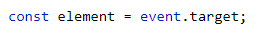 const element = event.target;